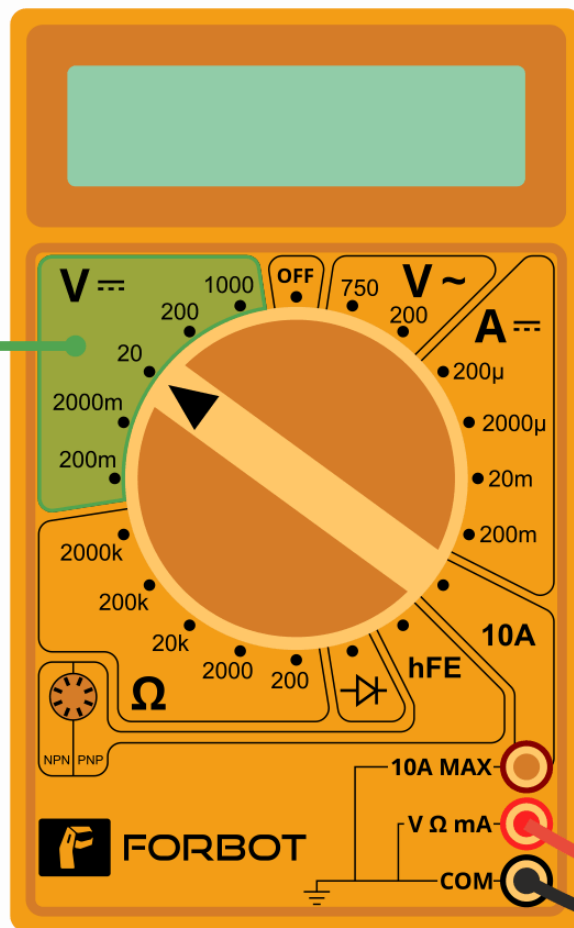 OFF
V
V ~
A
1000
750
200
200
20
200µ
2000m
2000µ
200m
20m
2000k
200m
200k
20k
10A
2000
200
hFE
Ω
NPN
PNP
10A MAX
V Ω mA
FORBOT
COM